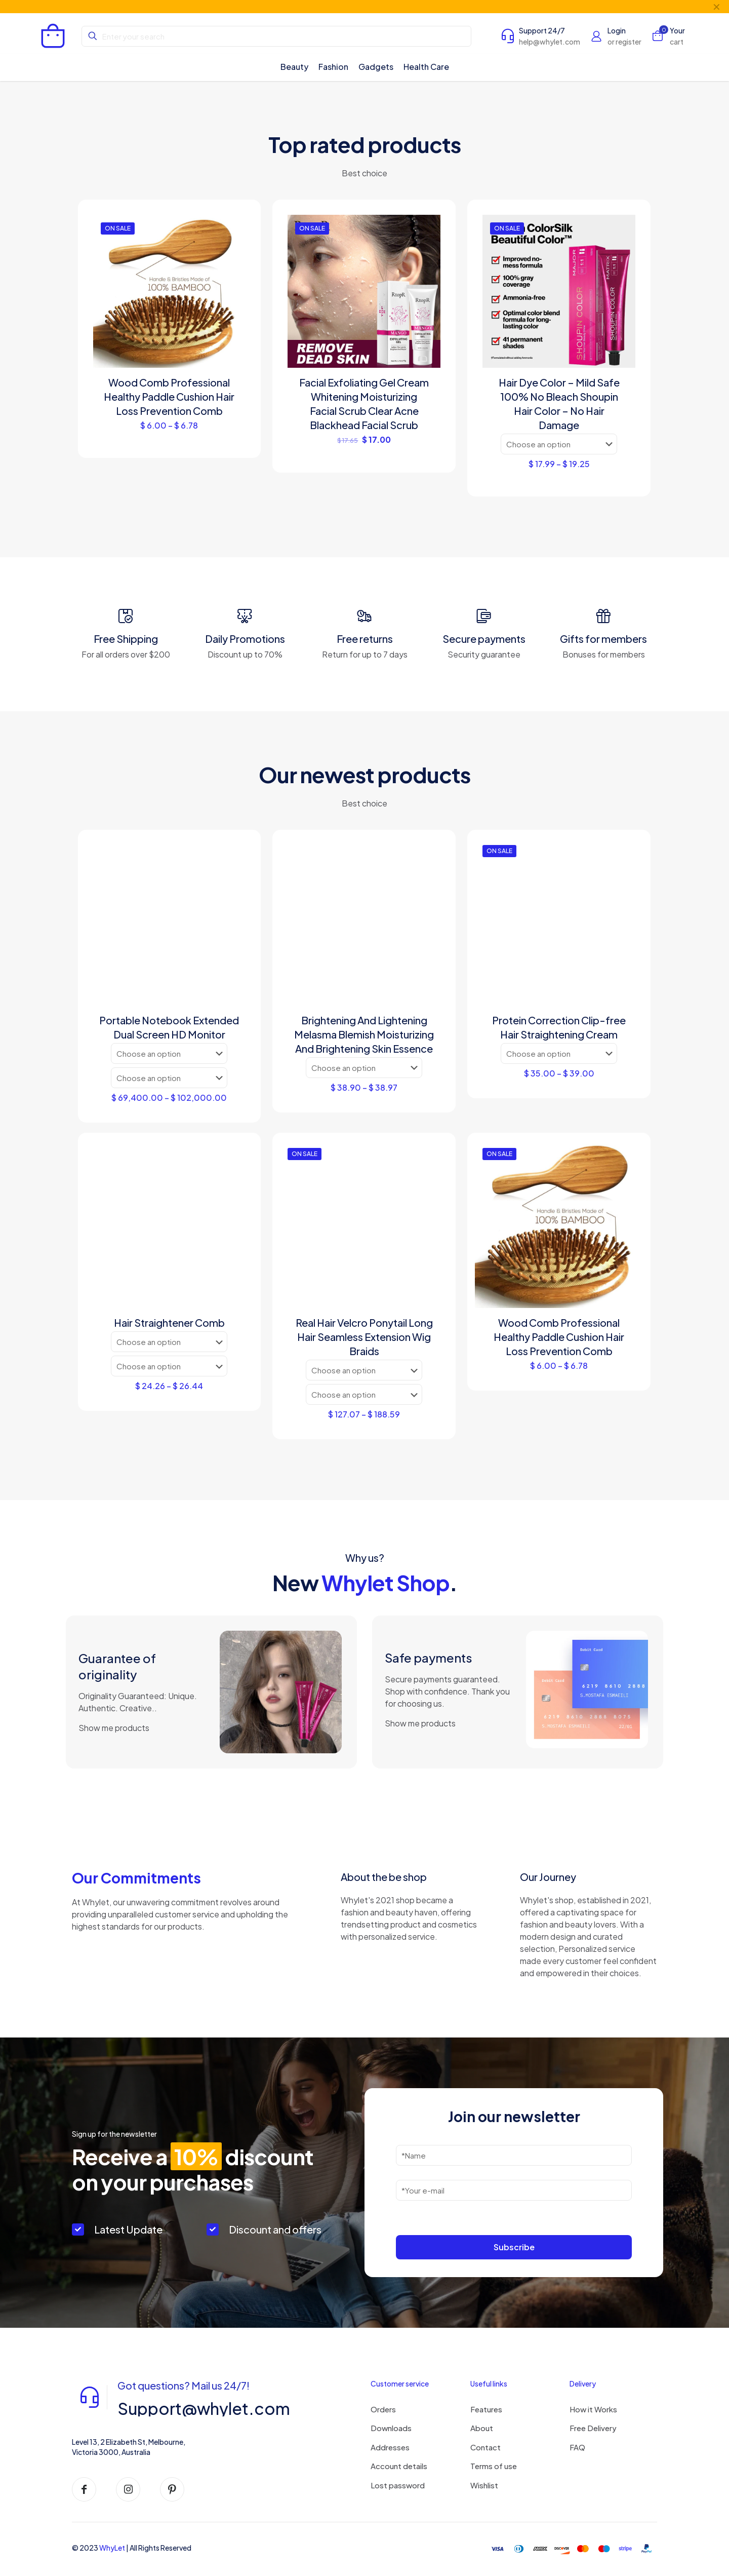 Enter your search
Support 24/7
help@whylet.com
Login
or register
0
Your
cart
Beauty
Fashion
Gadgets
Health Care
Top rated products
Best choice
ON SALE
Handle & Bristles Made of
100% BAMBOO
Wood Comb Professional
Healthy Paddle Cushion Hair
Loss Prevention Comb
$ 6.00 – $ 6.78
ON SALE
RtopR
MANGO
REMOVE
DEAD SKIN
Facial Exfoliating Gel Cream
Whitening Moisturizing
Facial Scrub Clear Acne
Blackhead Facial Scrub
$ 17.65 $ 17.00
ON SALE
ColorSilk
Beautiful Color™
Improved no-
mess formula
100% gray
coverage
Ammonia-free
Optimal color blend
formula for long-
lasting color
41 permanent
shades
SHOUPIN COLOR
Hair Dye Color – Mild Safe
100% No Bleach Shoupin
Hair Color – No Hair
Damage
Choose an option
$ 17.99 – $ 19.25
Free Shipping
For all orders over $200
Daily Promotions
Discount up to 70%
Free returns
Return for up to 7 days
Secure payments
Security guarantee
Gifts for members
Bonuses for members
Our newest products
Best choice
Portable Notebook Extended
Dual Screen HD Monitor
Choose an option
Choose an option
$ 69,400.00 – $ 102,000.00
Brightening And Lightening
Melasma Blemish Moisturizing
And Brightening Skin Essence
Choose an option
$ 38.90 – $ 38.97
ON SALE
Protein Correction Clip-free
Hair Straightening Cream
Choose an option
$ 35.00 – $ 39.00
Hair Straightener Comb
Choose an option
Choose an option
$ 24.26 – $ 26.44
ON SALE
Real Hair Velcro Ponytail Long
Hair Seamless Extension Wig
Braids
Choose an option
Choose an option
$ 127.07 – $ 188.59
ON SALE
Handle & Bristles Made of
100% BAMBOO
Wood Comb Professional
Healthy Paddle Cushion Hair
Loss Prevention Comb
$ 6.00 – $ 6.78
Why us?
New Whylet Shop.
Guarantee of
originality
Originality Guaranteed: Unique.
Authentic. Creative..
Show me products
Safe payments
Secure payments guaranteed.
Shop with confidence. Thank you
for choosing us.
Show me products
6219 8610 2888
Our Commitments
At Whylet, our unwavering commitment revolves around
providing unparalleled customer service and upholding the
highest standards for our products.
About the be shop
Whylet's 2021 shop became a
fashion and beauty haven, offering
trendsetting product and cosmetics
with personalized service.
Our Journey
Whylet's shop, established in 2021,
offered a captivating space for
fashion and beauty lovers. With a
modern design and curated
selection, Personalized service
made every customer feel confident
and empowered in their choices.
Sign up for the newsletter
Receive a 10% discount
on your purchases
Latest Update
Discount and offers
Join our newsletter
*Name
*Your e-mail
Subscribe
Got questions? Mail us 24/7!
Support@whylet.com
Level 13, 2 Elizabeth St, Melbourne,
Victoria 3000, Australia
Customer service
Orders
Downloads
Addresses
Account details
Lost password
Useful links
Features
About
Contact
Terms of use
Wishlist
Delivery
How it Works
Free Delivery
FAQ
© 2023 WhyLet | All Rights Reserved
VISA
DISCOVER
stripe
PayPal